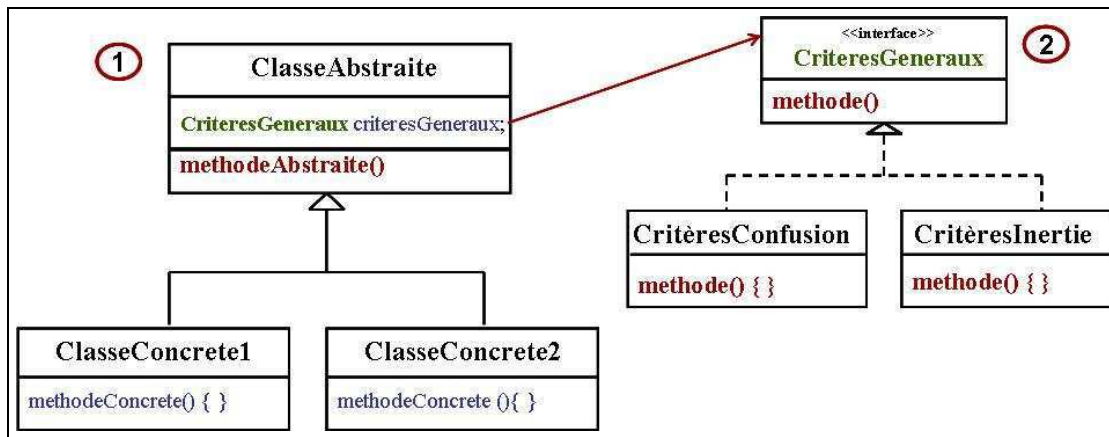 1
ClasseAbstraite
CriteresGeneraux criteresGeneraux;
methodeAbstraite()
<<interface>>
CriteresGeneraux
2
methode()
CritèresConfusion
methode() { }
CritèresInertie
methode() { }
ClasseConcrete1
methodeConcrete() { }
ClasseConcrete2
methodeConcrete (){ }